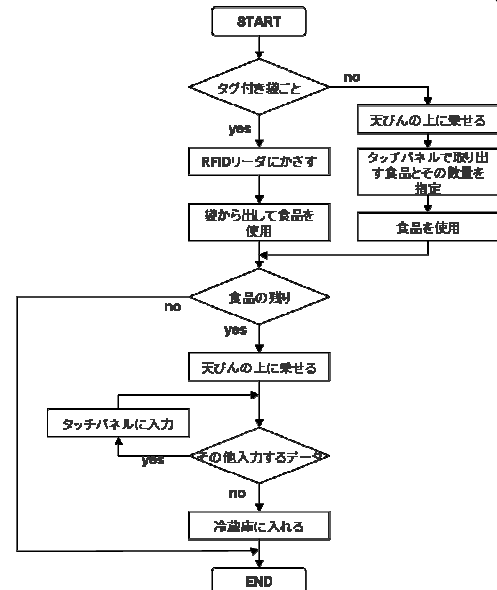 START
タグ付き袋ごと
no
yes
天びんの上に乗せる
RFIDリーダにかざす
タッチパネルで取り出
す食品とその数量を
指定
袋から出して食品を
使用
食品を使用
食品の残り
no
yes
天びんの上に乗せる
タッチパネルに入力
その他入力するデータ
yes
no
冷蔵庫に入れる
END